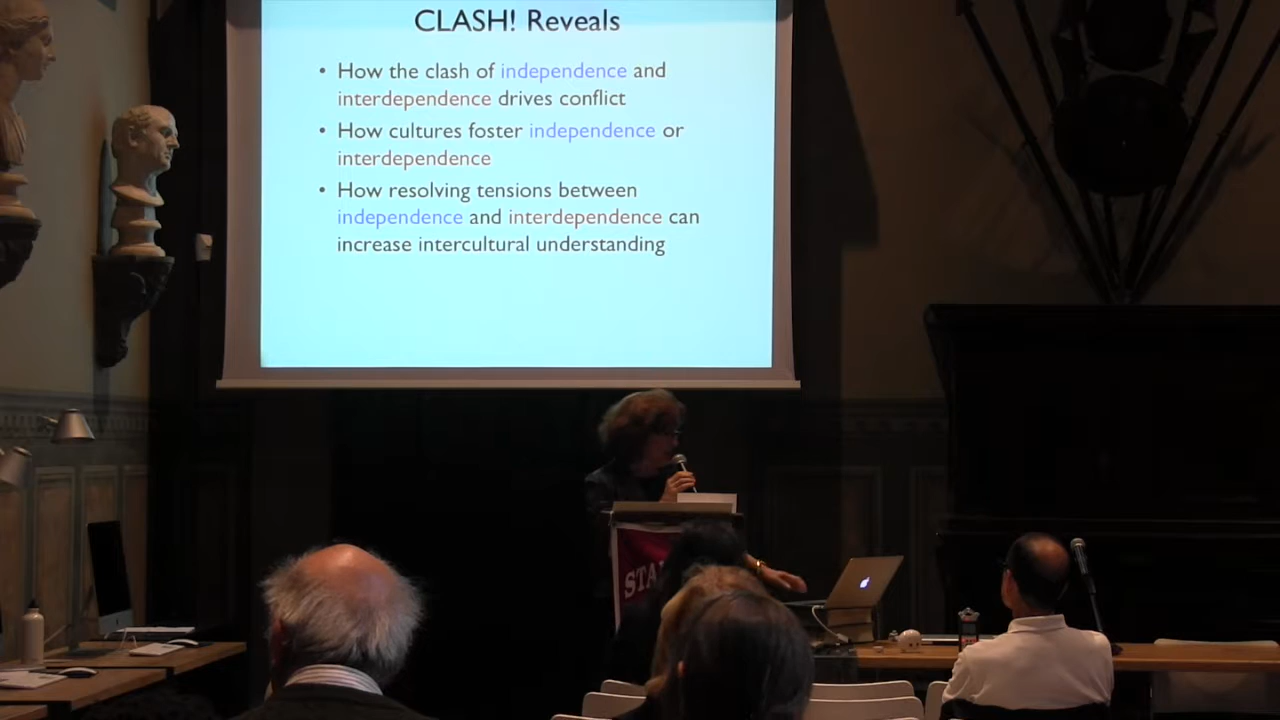 CLASH! Reveals
• How the clash of independence and
interdependence drives conflict
• How cultures foster independence or
interdependence
• How resolving tensions between
independence and interdependence can
increase intercultural understanding
STA